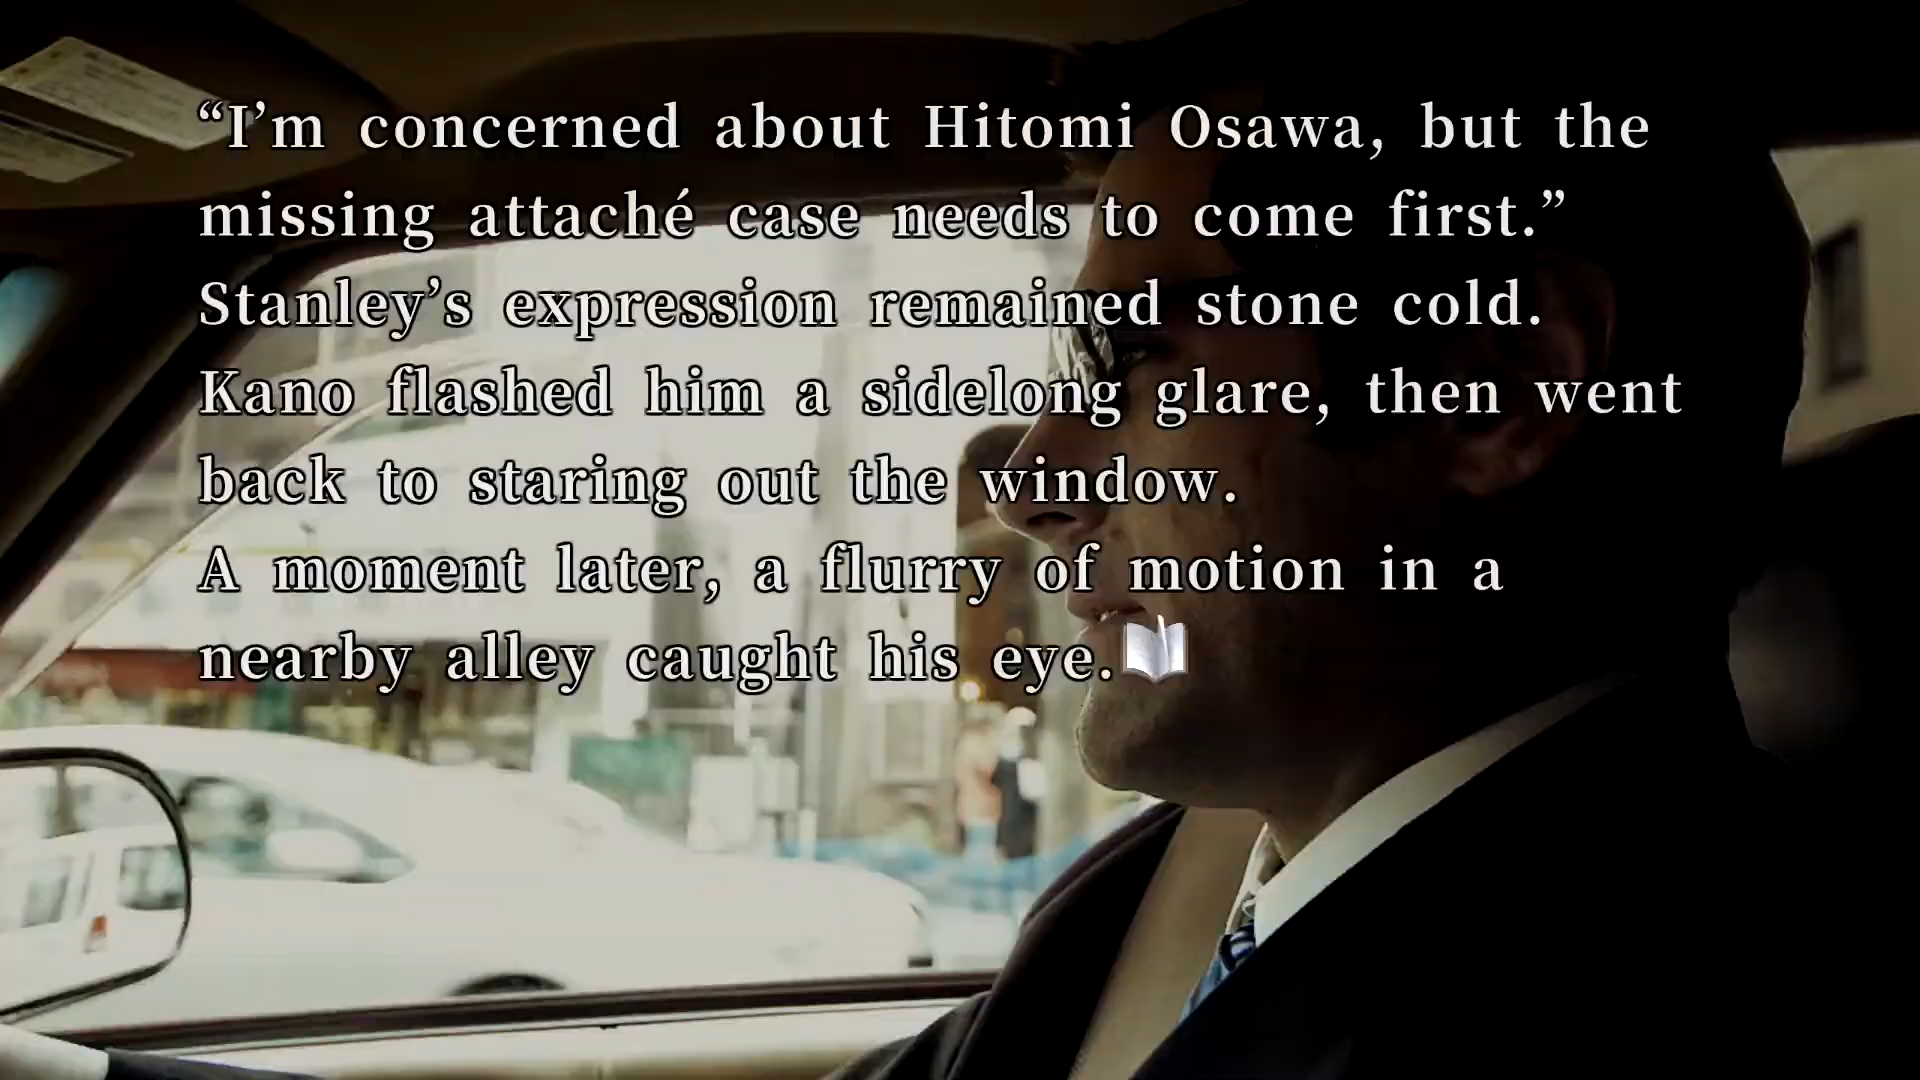 “I’m concerned about Hitomi Osawa, but the
missing attaché case needs to come first.”
Stanley’s expression remained stone cold.
Kano flashed him a sidelong glare, then went
back to staring out the window.
A moment later, a flurry of motion in a
nearby alley caught his eye.